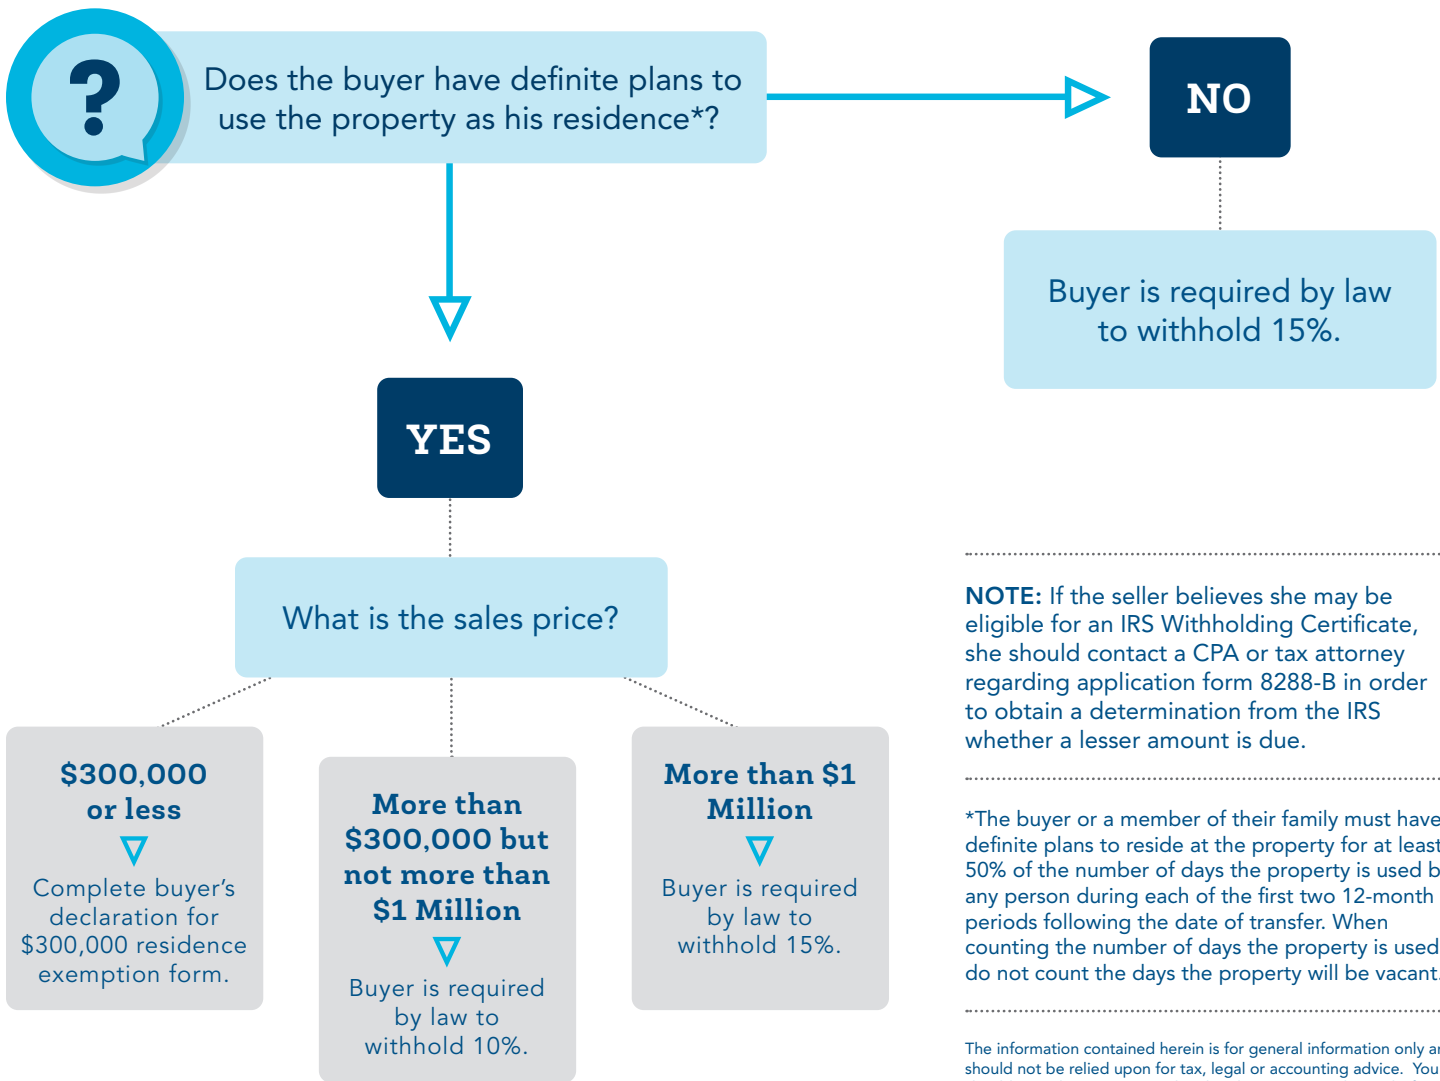 ?
Does the buyer have definite plans to
use the property as his residence*?
NO
Buyer is required by law
to withhold 15%.
YES
What is the sales price?
$300,000
or less
Complete buyer's
declaration for
$300,000 residence
exemption form.
More than
$300,000 but
not more than
$1 Million
Buyer is required
by law to
withhold 10%.
More than $1
Million
Buyer is required
by law to
withhold 15%.
NOTE: If the seller believes she may be
eligible for an IRS Withholding Certificate,
she should contact a CPA or tax attorney
regarding application form 8288-B in order
to obtain a determination from the IRS
whether a lesser amount is due.
*The buyer or a member of their family must have
definite plans to reside at the property for at least
50% of the number of days the property is used
any person during each of the first two 12-month
periods following the date of transfer. When
counting the number of days the property is used
do not count the days the property will be vacant.
The information contained herein is for general information only
should not be relied upon for tax, legal or accounting advice. You